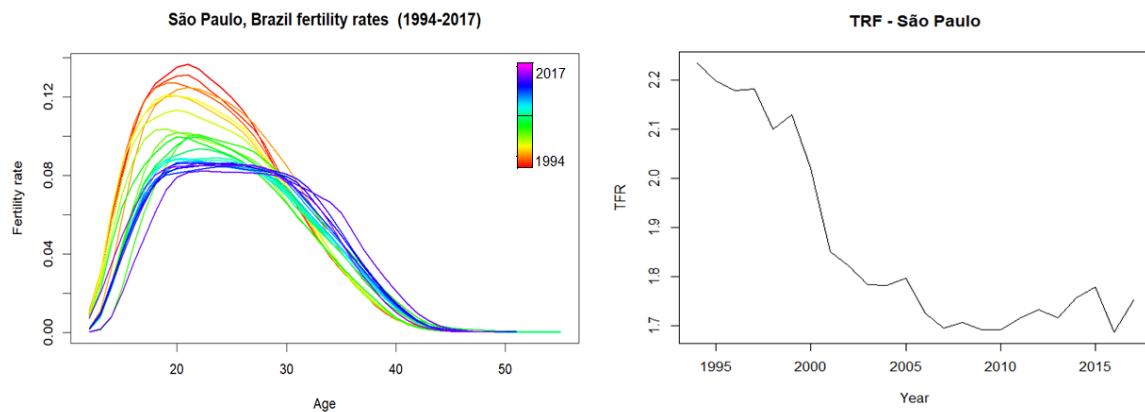 São Paulo, Brazil fertility rates (1994-2017)
2017
1994
0.12
0.08
0.04
0.00
Fertility rate
20 30 40 50
Age
TRF - São Paulo
2.2
2.1
2.0
1.9
1.8
1.7
TFR
1995 2000 2005 2010 2015
Year